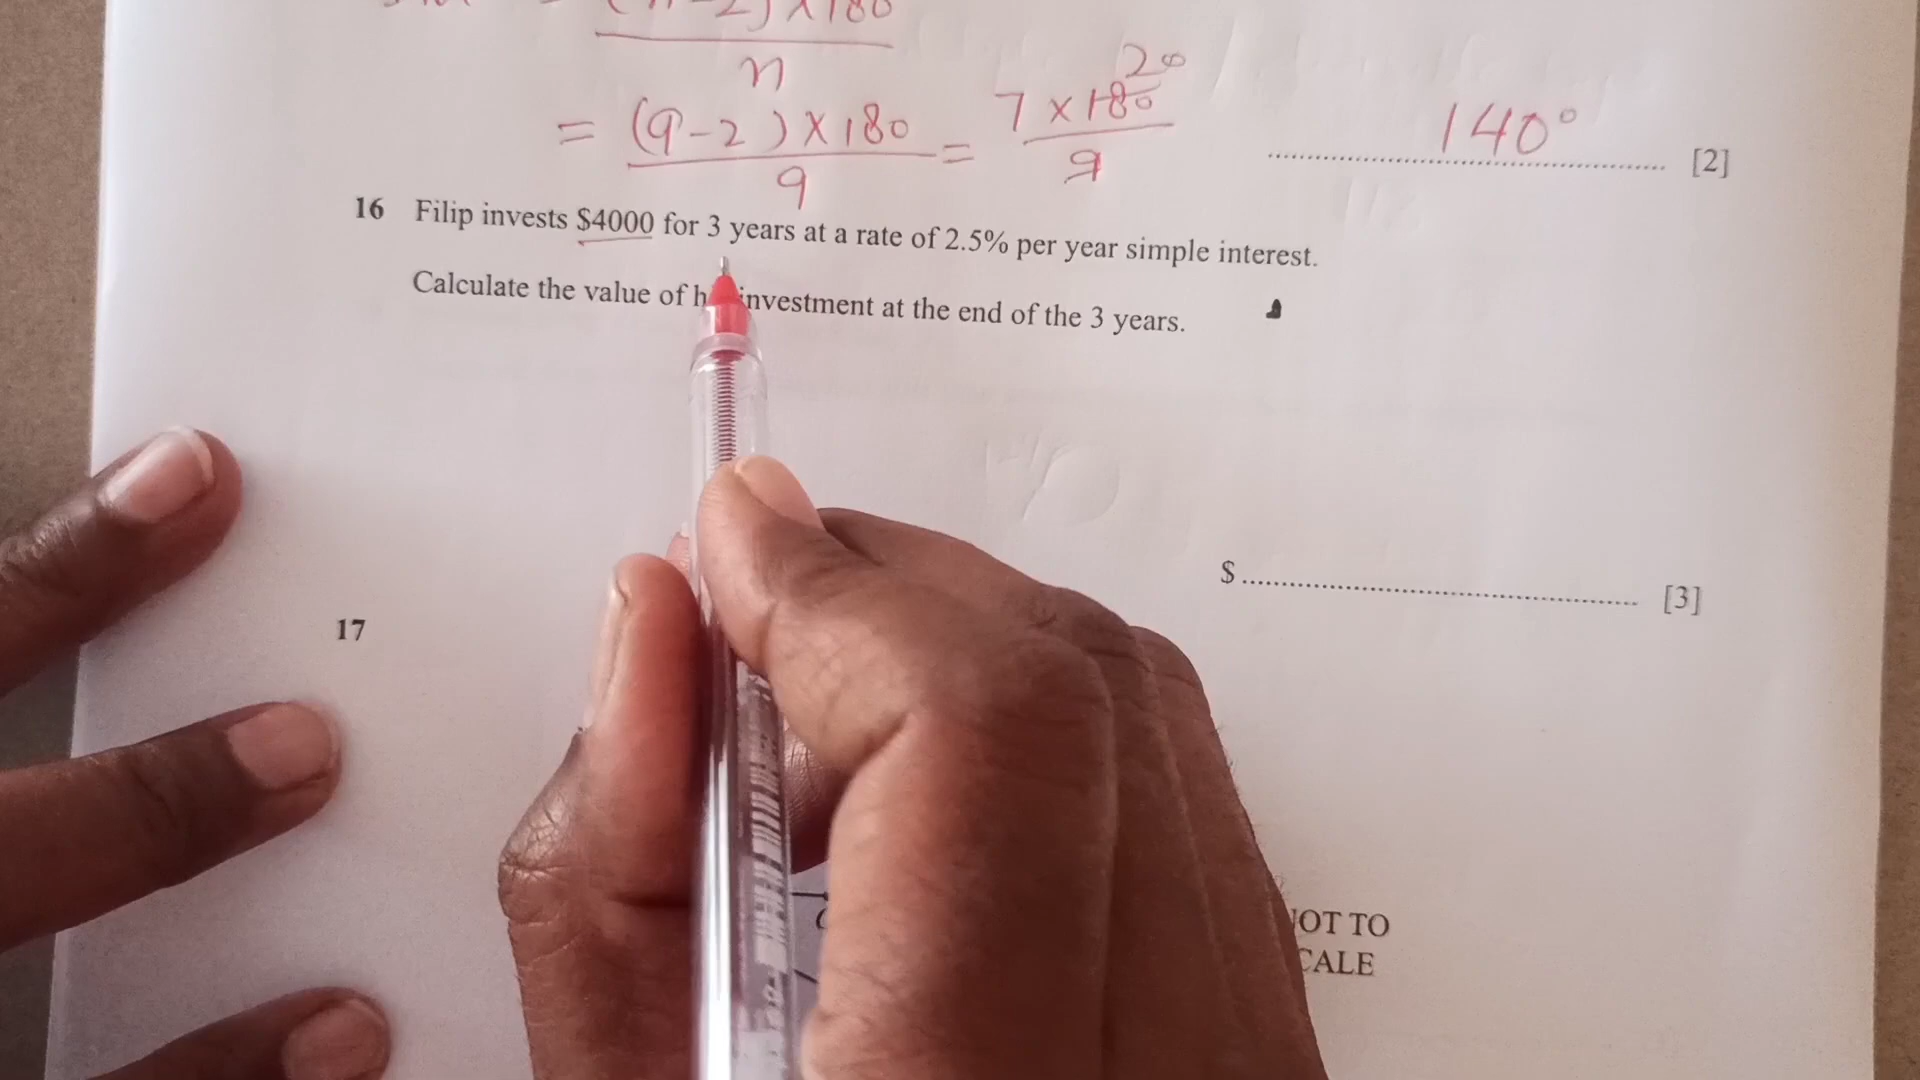 (n-2) x 180
n
= (9-2) x 180 = 7 x 180 20
9 9
140° [2]
16 Filip invests $4000 for 3 years at a rate of 2.5% per year simple interest.
Calculate the value of investment at the end of the 3 years.
$ [3]
17
OT TO
CALE